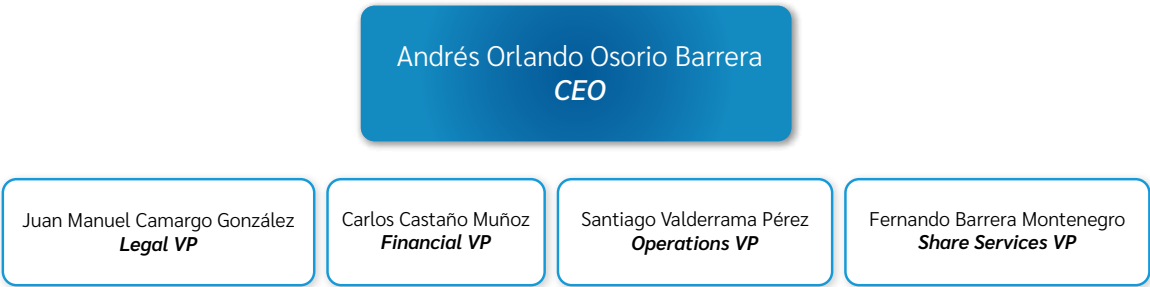 Andrés Orlando Osorio Barrera
CEO
Juan Manuel Camargo González
Legal VP
Carlos Castaño Muñoz
Financial VP
Santiago Valderrama Pérez
Operations VP
Fernando Barrera Montenegro
Share Services VP